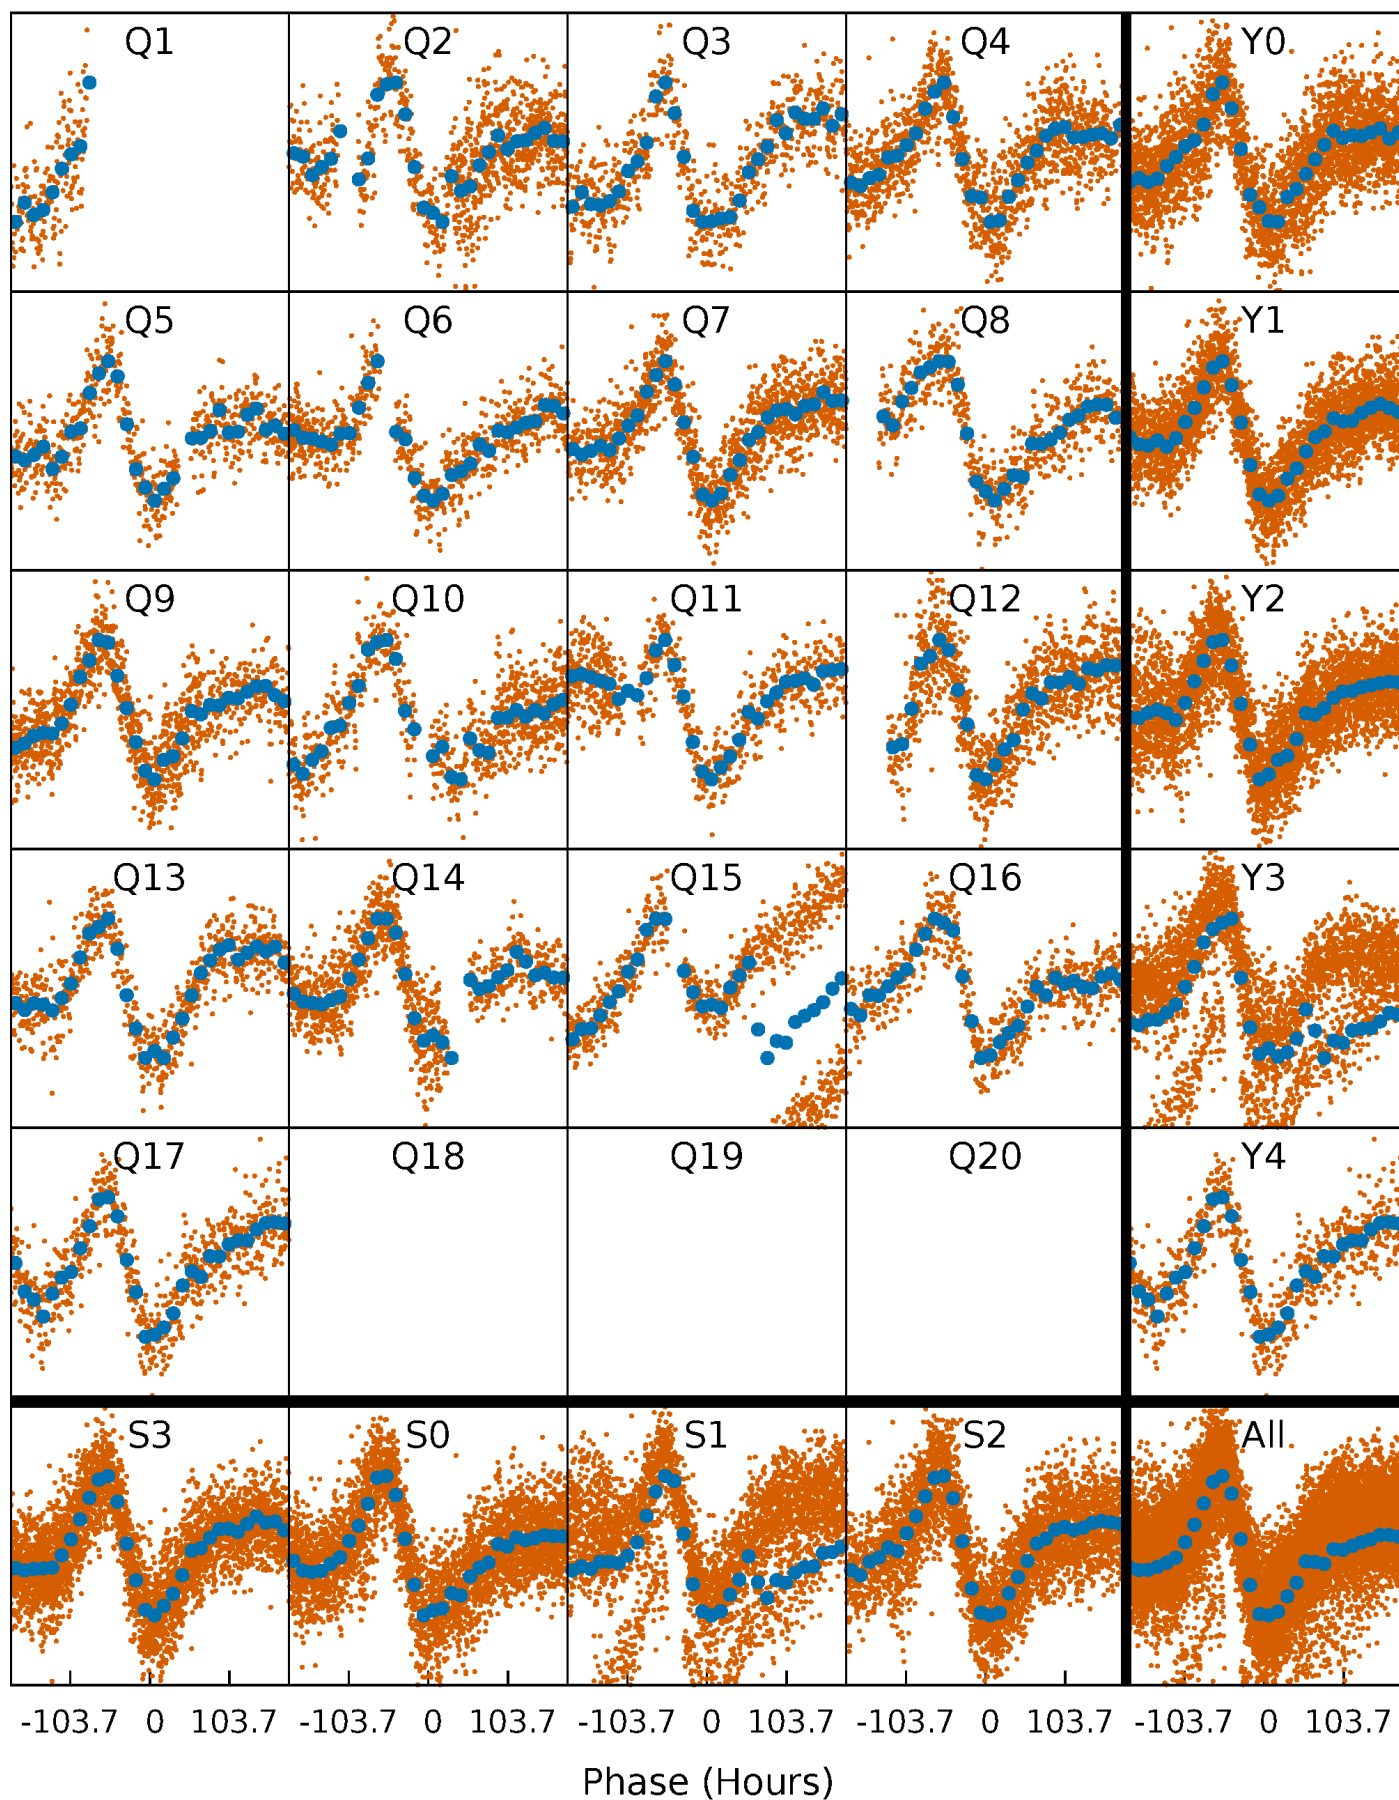 Q1 Q2 Q3 Q4 Y0
Q5 Q6 Q7 Q8 Y1
Q9 Q10 Q11 Q12 Y2
Q13 Q14 Q15 Q16 Y3
Q17 Q18 Q19 Q20 Y4
S3 S0 S1 S2 All
-103.7 0 103.7 -103.7 0 103.7 -103.7 0 103.7 -103.7 0 103.7 -103.7 0 103.7
Phase (Hours)